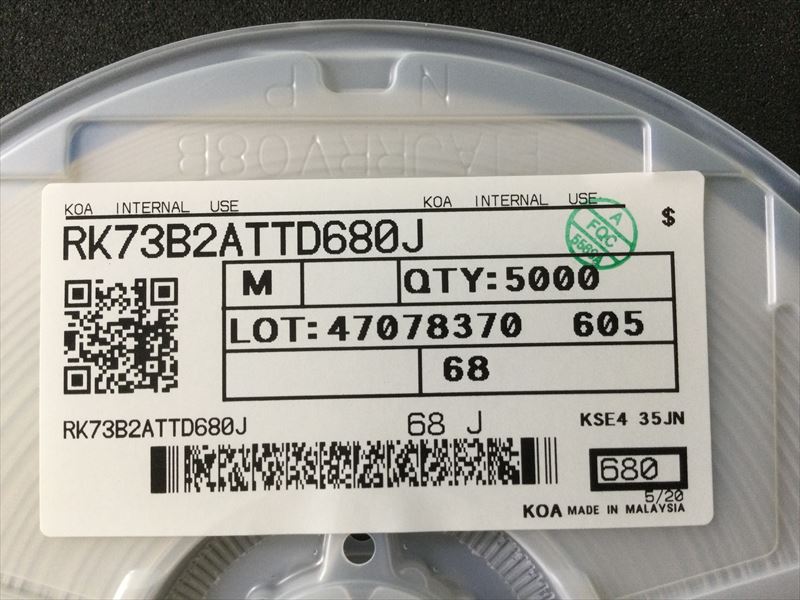 N
P
FTAJRRV08B
KOA INTERNAL USE KOA INTERNAL USE
$
RK73B2ATTD680J
A
FQC
M QTY:5000
LOT:47078370 605
68
RK73B2ATTD680J 68 J KSE4 35JN
680
5/20
KOA MADE IN MALAYSIA